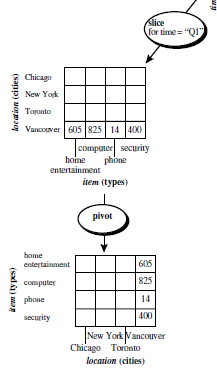 tim
slice
for time = “Q1”
location (cities)
Chicago
New York
Toronto
Vancouver 605 825 14 400
computer security
home phone
entertainment
item (types)
pivot
item (types)
home
entertainment 605
computer 825
phone 14
security 400
New York Vancouver
Chicago Toronto
location (cities)